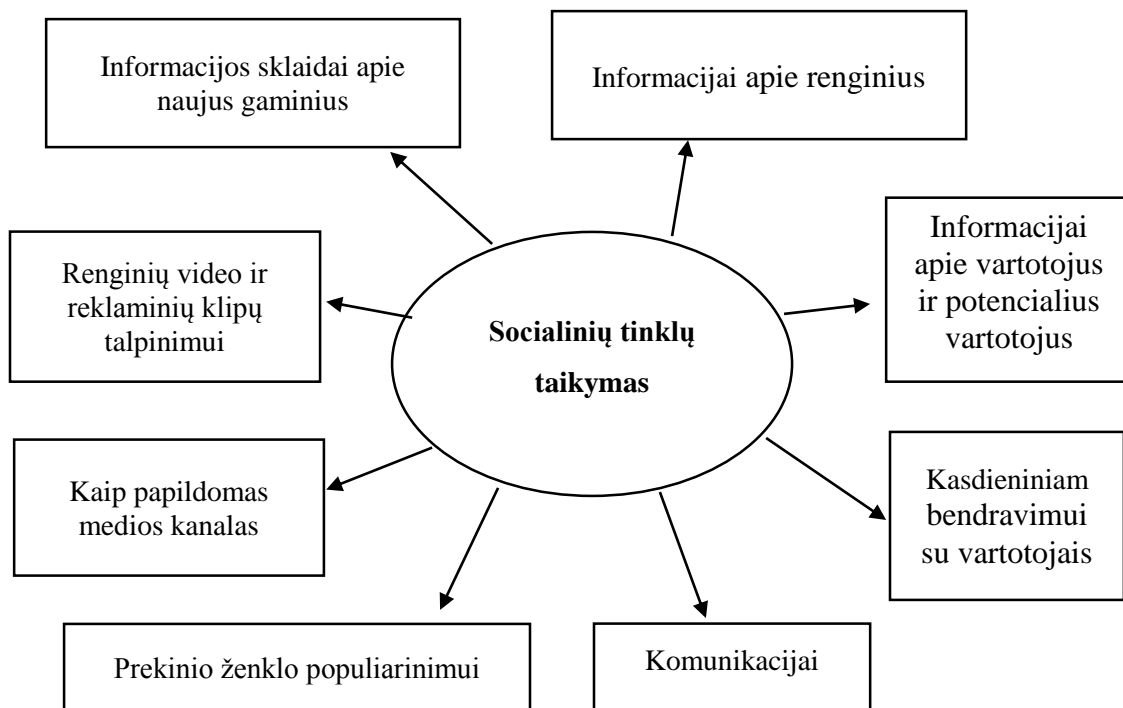 Informacijos sklaidai apie
naujus gaminius
Informacijai apie renginius
Renginių video ir
reklaminių klipų
talpinimui
Socialinių tinklų
taikymas
Informacijai
apie vartotojus
ir potencialius
vartotojus
Kaip papildomas
medios kanalas
Kasdieniniam
bendravimui
su vartotojais
Prekinio ženklo populiarinimui
Komunikacijai